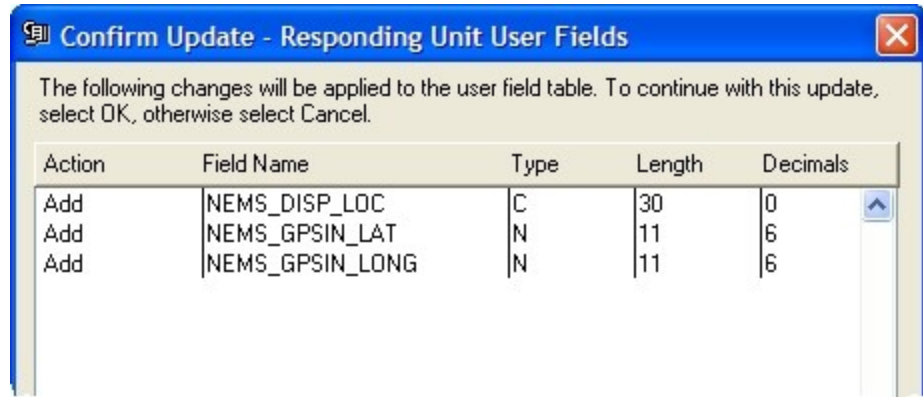 Confirm Update - Responding Unit User Fields
The following changes will be applied to the user field table. To continue with this update,
select OK, otherwise select Cancel.
Action Field Name Type Length Decimals
Add NEMS_DISP_LOC C 30 0
Add NEMS_GPSIN_LAT N 11 6
Add NEMS_GPSIN_LONG N 11 6